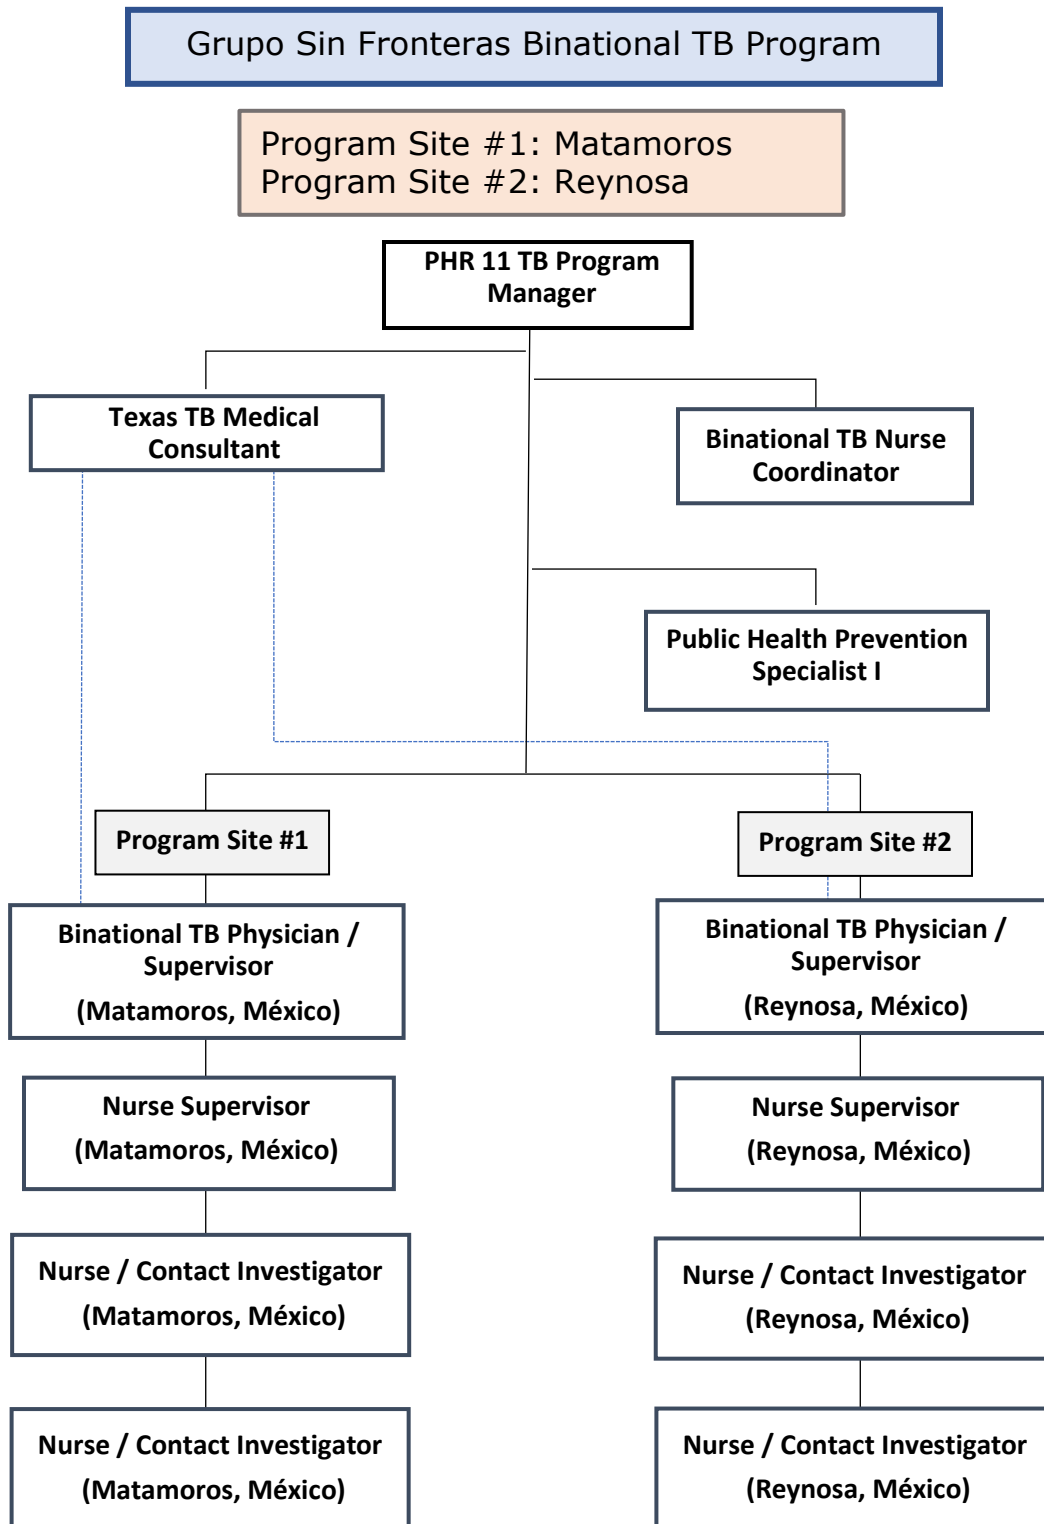 Grupo Sin Fronteras Binational TB Program
Program Site #1: Matamoros
Program Site #2: Reynosa
PHR 11 TB Program
Manager
Texas TB Medical
Consultant
Binational TB Nurse
Coordinator
Public Health Prevention
Specialist I
Program Site #1
Program Site #2
Binational TB Physician /
Supervisor
(Matamoros, México)
Binational TB Physician /
Supervisor
(Reynosa, México)
Nurse Supervisor
(Matamoros, México)
Nurse Supervisor
(Reynosa, México)
Nurse / Contact Investigator
(Matamoros, México)
Nurse / Contact Investigator
(Reynosa, México)
Nurse / Contact Investigator
(Matamoros, México)
Nurse / Contact Investigator
(Reynosa, México)